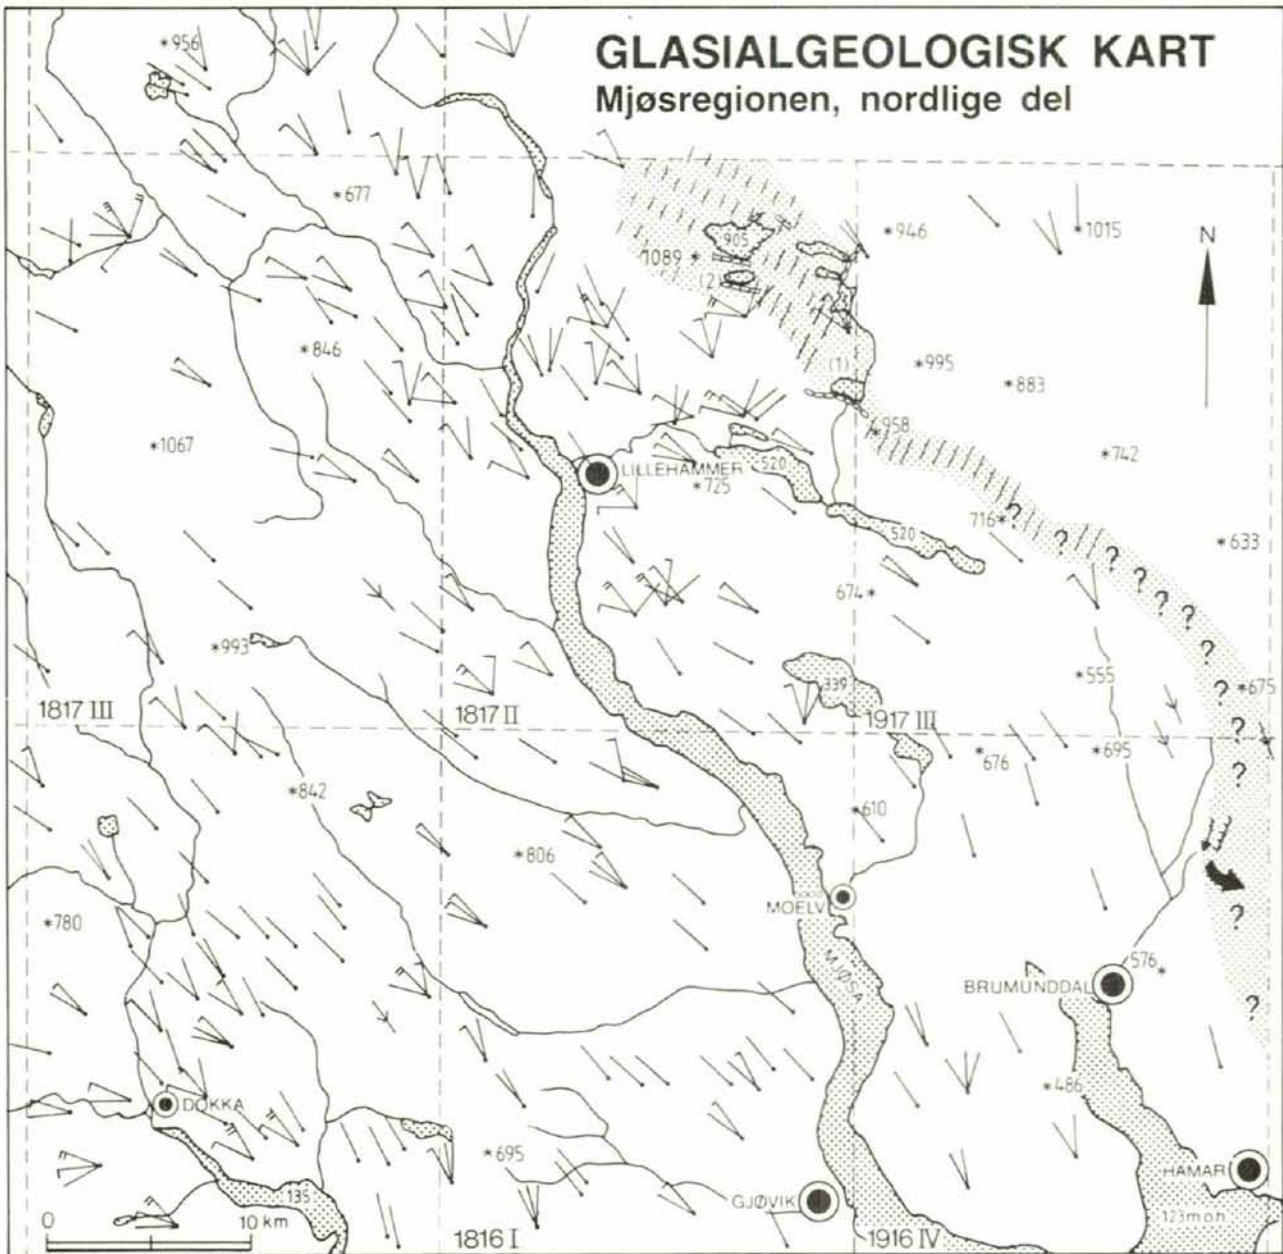 GLASIALGEOLOGISK KART
Mjøsregionen, nordlige del
*956
*677
*946
*1015
905
1089 *
(2)
N
*846
(1)
*995
*883
*1067
*958
*742
LILLEHAMMER
520
*725
716*
?
520
?
?
*633
?
674*
?
?
*993
?
339
*555
?
*675
1817 III
1817 II
1917 III
?
*676
*695
?
*842
*610
*806
MOELV
?
*780
MJØSA
576*
BRUMUNDDAL
?
*486
DOKKA
*695
HAMAR
135
GJØVIK
123 m o.h.
0
10 km
1816 I
1916 IV